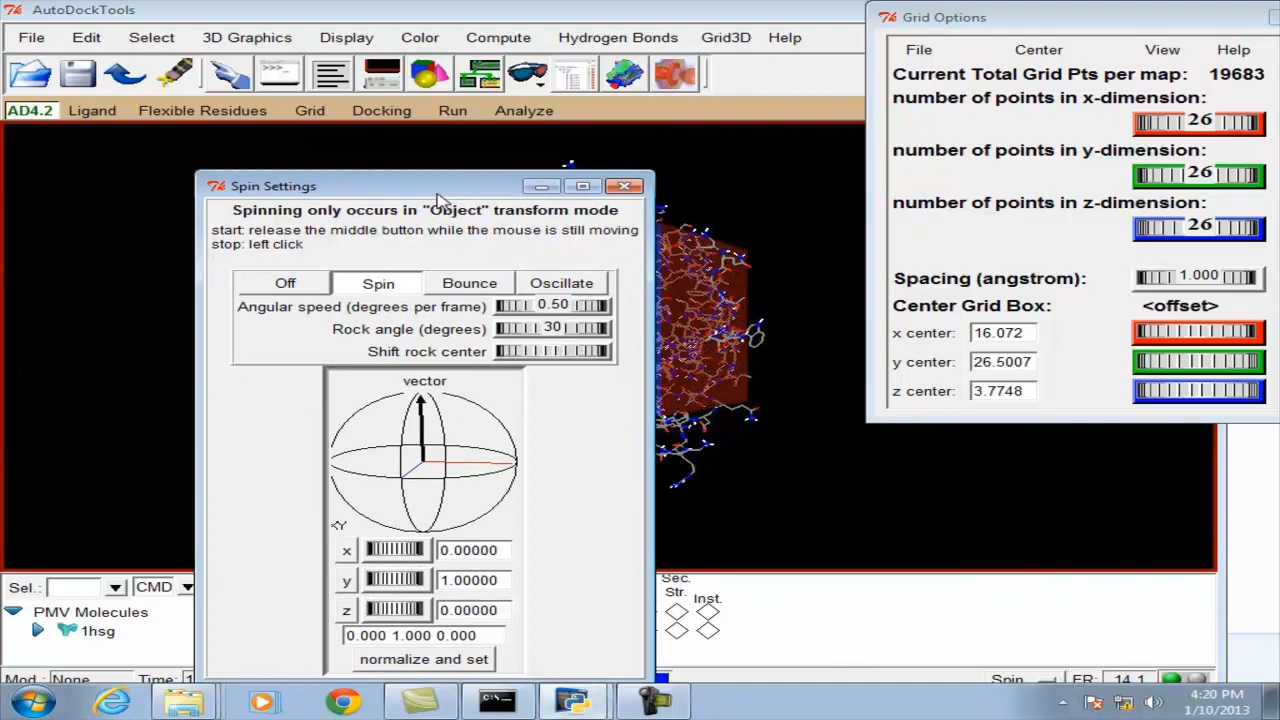 AutoDockTools
File Edit Select 3D Graphics Display Color Compute Hydrogen Bonds Grid3D Help
AD4.2 Ligand Flexible Residues Grid Docking Run Analyze
Grid Options
File Center View Help
Current Total Grid Pts per map: 19683
number of points in x-dimension:
26
number of points in y-dimension:
26
number of points in z-dimension:
26
Spacing (angstrom): 1.000
Center Grid Box: <offset>
x center: 16.072
y center: 26.5007
z center: 3.7748
Spin Settings
Spinning only occurs in "Object" transform mode
start: release the middle button while the mouse is still moving
stop: left click
Off Spin Bounce Oscillate
Angular speed (degrees per frame) 0.50
Rock angle (degrees) 30
Shift rock center
vector
XY
x 0.00000
y 1.00000
z 0.00000
0.000 1.000 0.000
normalize and set
Sel.: CMD
Sec.
Str. Inst.
PMV Molecules
1hsg
Mod.: None Time: Spin FR: 14.1
4:20 PM
1/10/2013